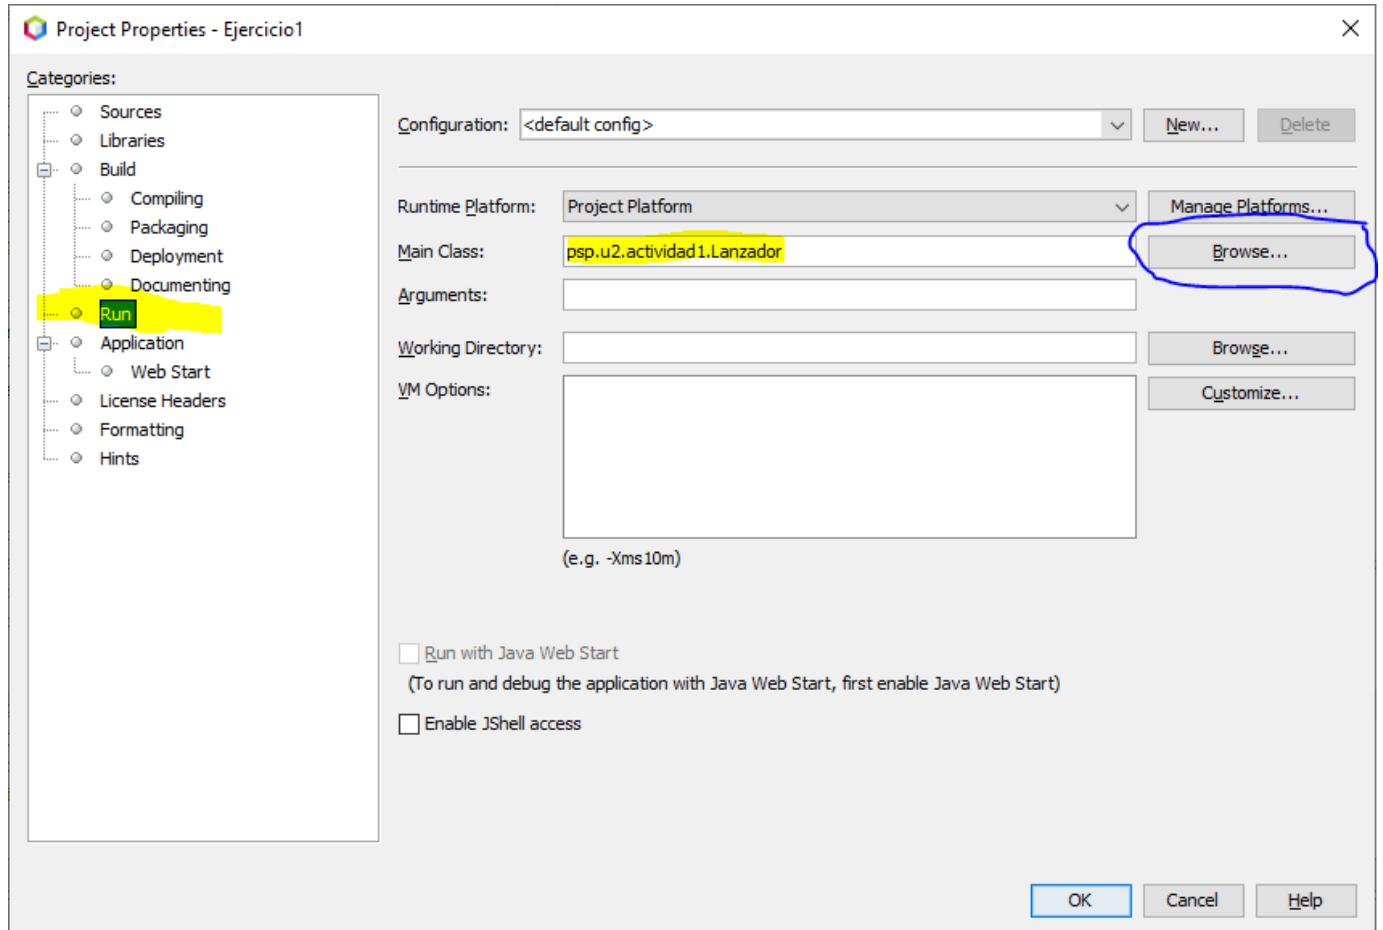 Project Properties - Ejercicio1
Categories:
Sources
Libraries
Build
Compiling
Packaging
Deployment
Documenting
Run
Application
Web Start
License Headers
Formatting
Hints
Configuration: <default config> New... Delete
Runtime Platform: Project Platform Manage Platforms...
Main Class: psp.u2.actividad1.Lanzador Browse...
Arguments:
Working Directory: Browse...
VM Options: Customize...
(e.g. -Xms10m)
Run with Java Web Start
(To run and debug the application with Java Web Start, first enable Java Web Start)
Enable JShell access
OK Cancel Help